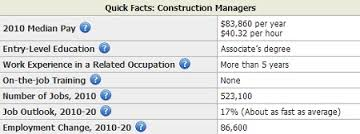 Quick Facts: Construction Managers
2010 Median Pay ? $83,860 per year
$40.32 per hour
Entry-Level Education ? Associate's degree
Work Experience in a Related Occupation ? More than 5 years
On-the-job Training ? None
Number of Jobs, 2010 ? 523,100
Job Outlook, 2010-20 ? 17% (About as fast as average)
Employment Change, 2010-20 ? 86,600